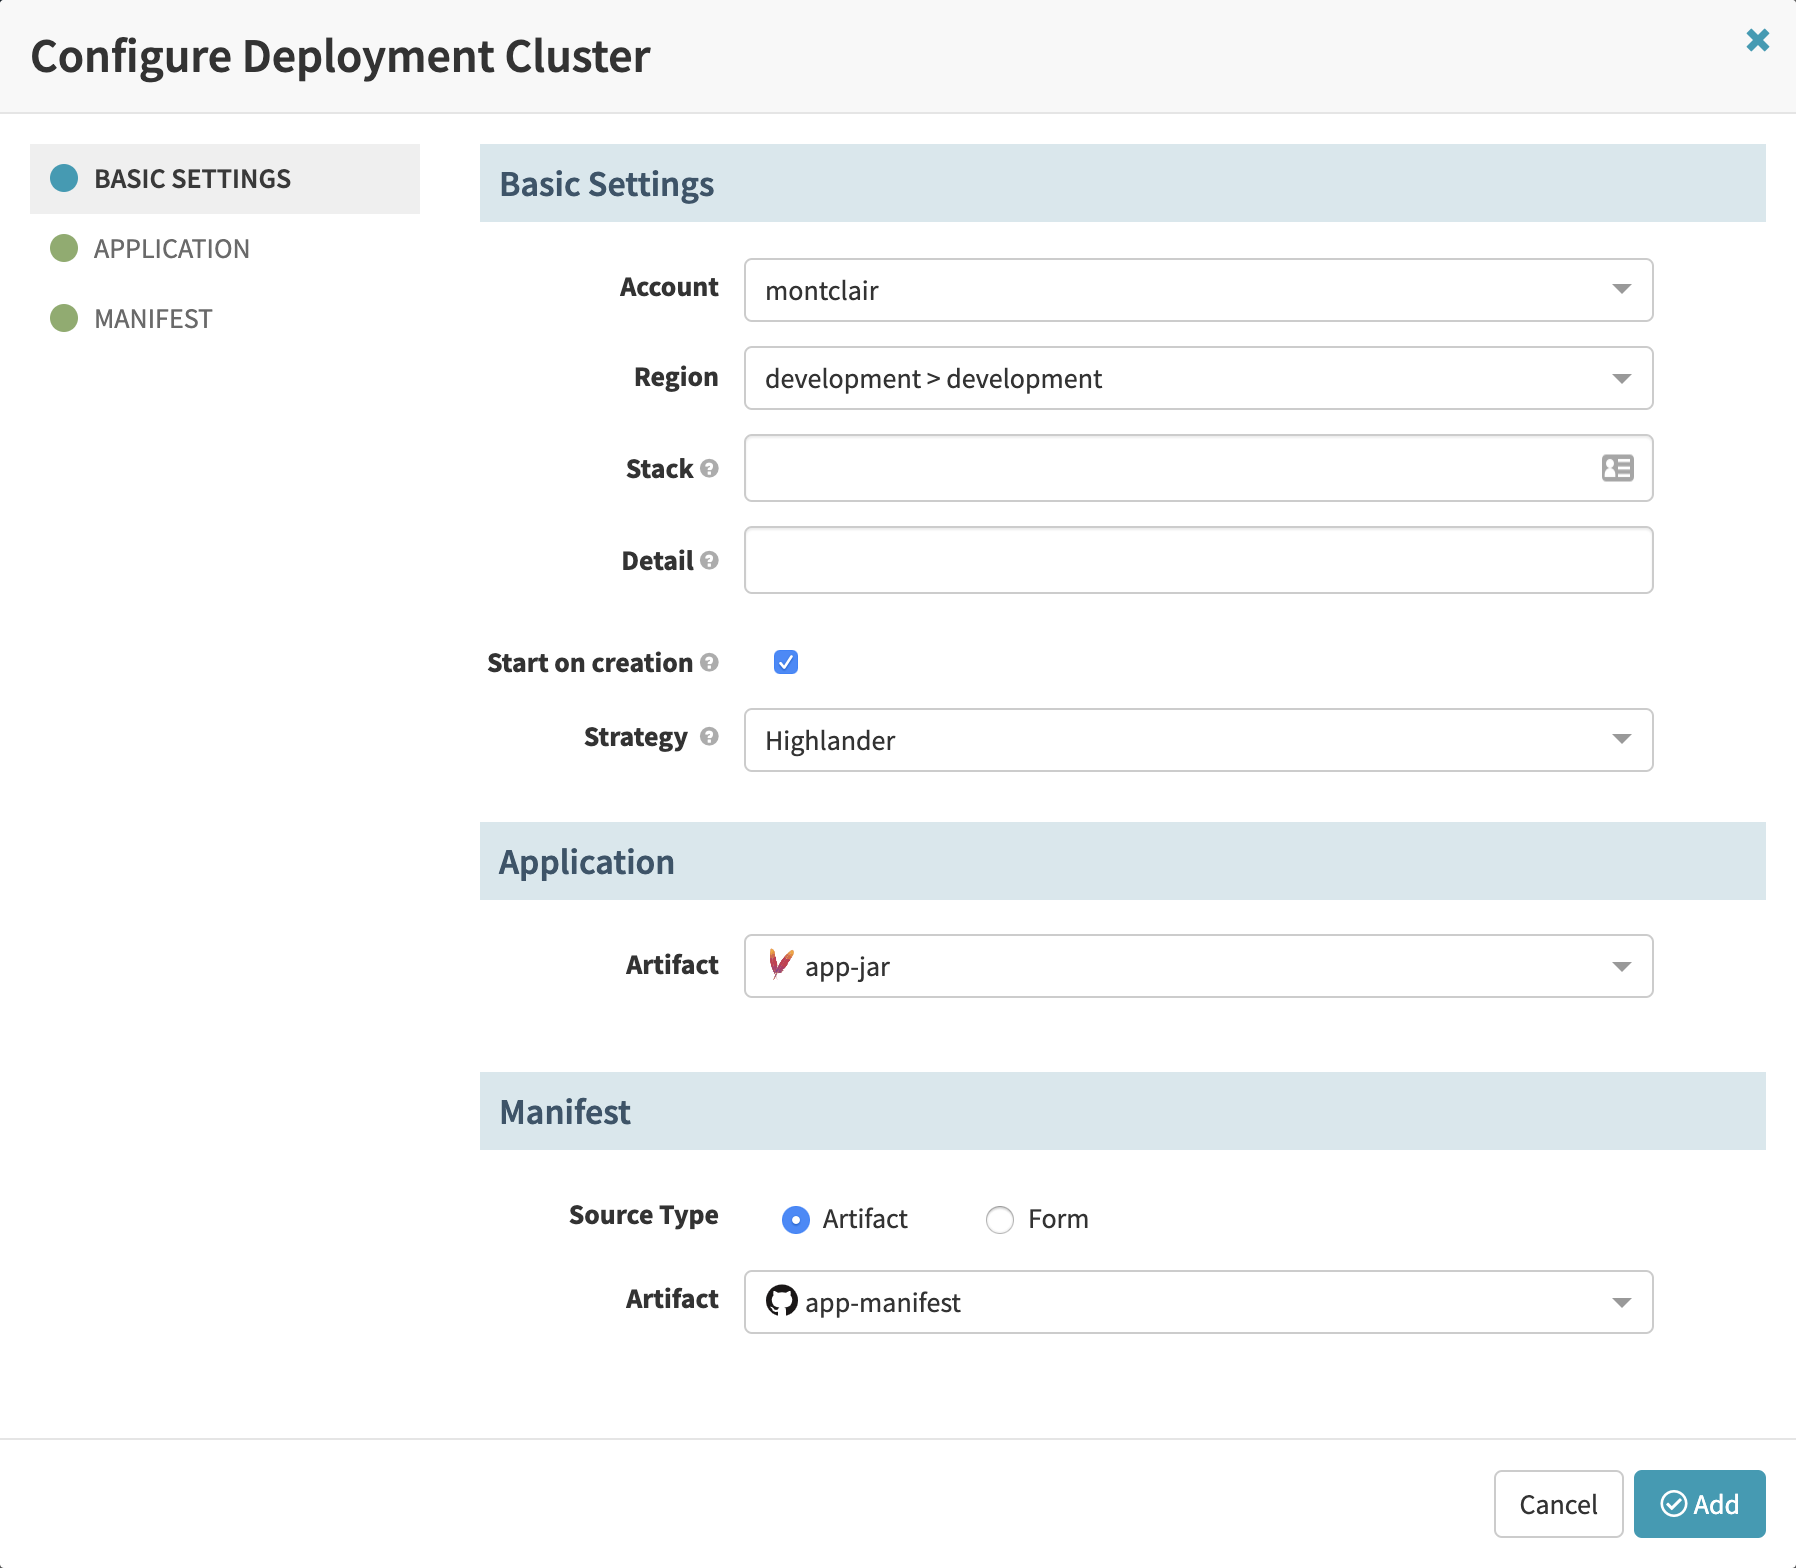 Configure Deployment Cluster
BASIC SETTINGS
APPLICATION
MANIFEST
Basic Settings
Account montclair
Region development > development
Stack
Detail
Start on creation
Strategy Highlander
Application
Artifact app-jar
Manifest
Source Type Artifact Form
Artifact app-manifest
Cancel Add